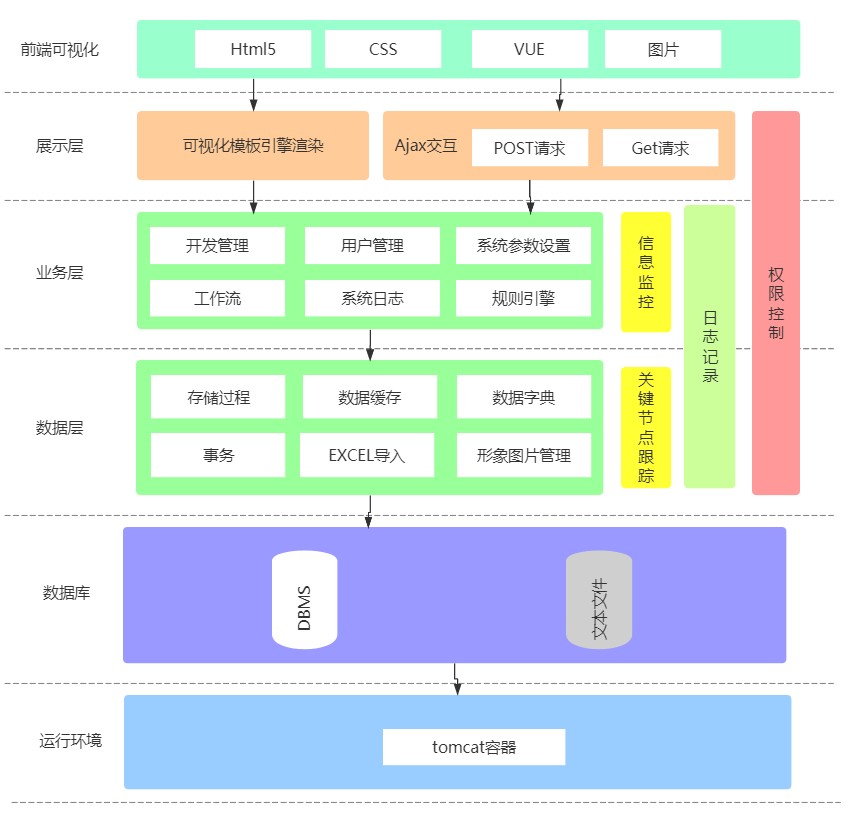 前端可视化
Html5
CSS
VUE
图片
展示层
可视化模板引擎渲染
Ajax交互
POST请求
Get请求
权限控制
业务层
开发管理
用户管理
系统参数设置
工作流
系统日志
规则引擎
信息监控
日志记录
数据层
存储过程
数据缓存
数据字典
事务
EXCEL导入
形象图片管理
关键节点跟踪
数据库
DBMS
文本文件
运行环境
tomcat容器